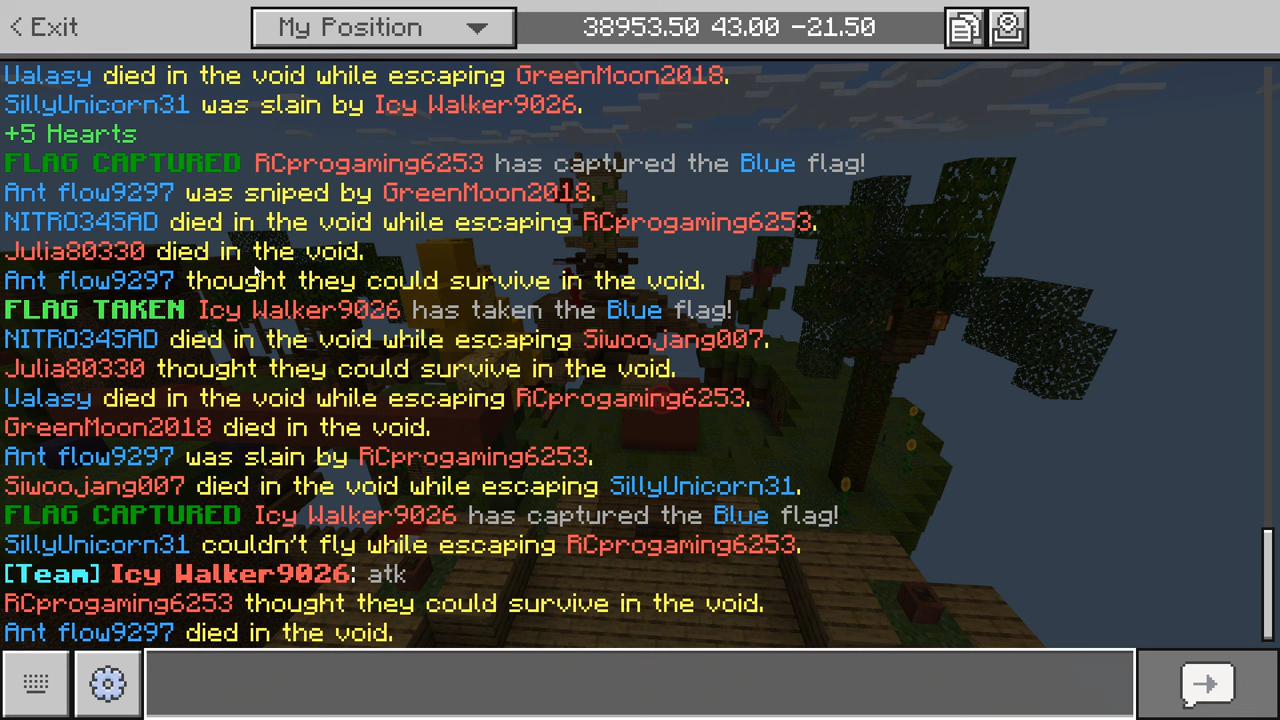 < Exit
My Position
38953.50 43.00 -21.50
Ualasy died in the void while escaping GreenMoon2018.
SillyUnicorn31 was slain by Icy Walker9026.
+5 Hearts
FLAG CAPTURED RCprogaming6253 has captured the Blue flag!
Ant flow9297 was sniped by GreenMoon2018.
NITRO345AD died in the void while escaping RCprogaming6253.
Julia80330 died in the void.
Ant flow9297 thought they could survive in the void.
FLAG TAKEN Icy Walker9026 has taken the Blue flag!
NITRO345AD died in the void while escaping Siwoojang007.
Julia80330 thought they could survive in the void.
Ualasy died in the void while escaping RCprogaming6253.
GreenMoon2018 died in the void.
Ant flow9297 was slain by RCprogaming6253.
Siwoojang007 died in the void while escaping SillyUnicorn31.
FLAG CAPTURED Icy Walker9026 has captured the Blue flag!
SillyUnicorn31 couldn't fly while escaping RCprogaming6253.
[Team] Icy Walker9026: atk
RCprogaming6253 thought they could survive in the void.
Ant flow9297 died in the void.